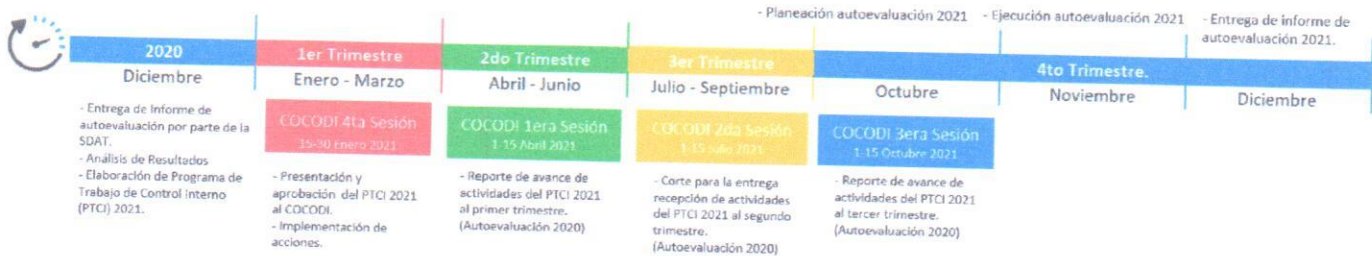 - Planeación autoevaluación 2021
- Ejecución autoevaluación 2021
- Entrega de informe de
autoevaluación 2021.
2020
Diciembre
- Entrega de Informe de
autoevaluación por parte de la
SDAT.
- Análisis de Resultados
- Elaboración de Programa de
Trabajo de Control Interno
(PTCI) 2021.
1er Trimestre
Enero - Marzo
COCODI 4ta Sesión
15-30 Enero 2021
- Presentación y
aprobación del PTCI 2021
al COCODI.
- Implementación de
acciones.
2do Trimestre
Abril - Junio
COCODI 1era Sesión
1-15 Abril 2021
- Reporte de avance de
actividades del PTCI 2021
al primer trimestre.
(Autoevaluación 2020)
3er Trimestre
Julio - Septiembre
COCODI 2da Sesión
1-15 Julio 2021
- Corte para la entrega
recepción de actividades
del PTCI 2021 al segundo
trimestre.
(Autoevaluación 2020)
4to Trimestre.
Octubre
COCODI 3era Sesión
1-15 Octubre 2021
- Reporte de avance de
actividades del PTCI 2021
al tercer trimestre.
(Autoevaluación 2020)
Noviembre
Diciembre